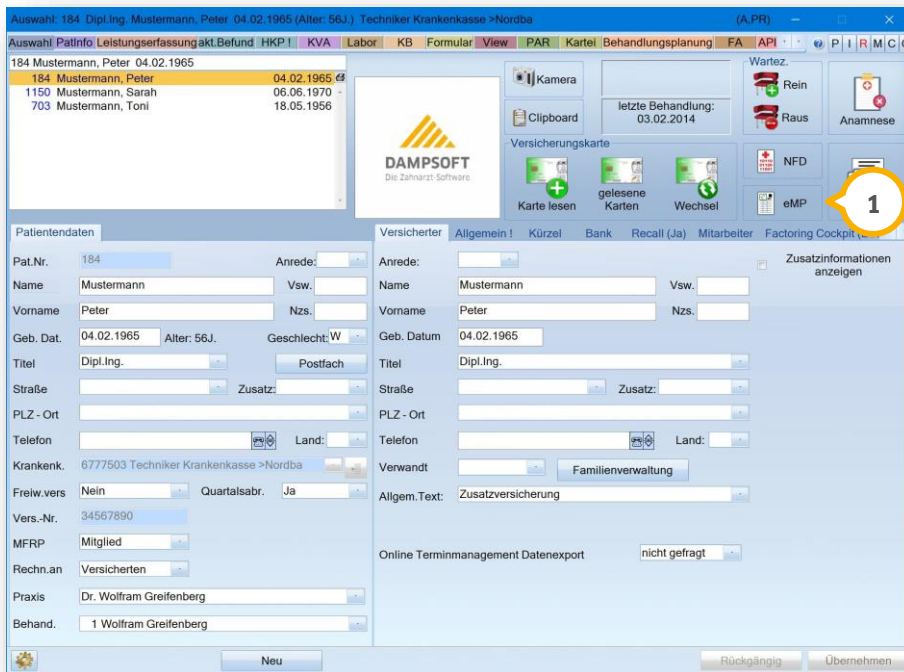 Auswahl: 184 Dipl.Ing. Mustermann, Peter 04.02.1965 (Alter: 56J.) Techniker Krankenkasse >Nordba (A,PR)
Auswahl PatInfo Leistungserfassung akt.Befund HKP ! KVA Labor KB Formular View PAR Kartei Behandlungsplanung FA API P I R M C
184 Mustermann, Peter 04.02.1965
184 Mustermann, Peter 04.02.1965
1150 Mustermann, Sarah 06.06.1970
703 Mustermann, Toni 18.05.1956
DAMPSOFT
Die Zahnarzt-Software
Kamera
Clipboard
letzte Behandlung:
03.02.2014
Wartez.
Rein
Raus
Anamnese
Versicherungskarte
Karte lesen
gelesene
Karten
Wechsel
NFD
eMP
1
Patientendaten
Pat.Nr. 184 Anrede:
Name Mustermann Vsw.
Vorname Peter Nzs.
Geb. Dat. 04.02.1965 Alter: 56J. Geschlecht: W
Titel Dipl.Ing. Postfach
Straße Zusatz:
PLZ - Ort
Telefon Land:
Krankenk. 6777503 Techniker Krankenkasse >Nordba
Freiw.vers Nein Quartalsabr. Ja
Vers.-Nr. 34567890
MFRP Mitglied
Rechn.an Versicherten
Praxis Dr. Wolfram Greifenberg
Behand. 1 Wolfram Greifenberg
Versicherter Allgemein ! Kürzel Bank Recall (Ja) Mitarbeiter Factoring Cockpit
Anrede:
Zusatzinformationen
anzeigen
Name Mustermann Vsw.
Vorname Peter Nzs.
Geb. Datum 04.02.1965
Titel Dipl.Ing.
Straße Zusatz:
PLZ - Ort
Telefon Land:
Verwandt Familienverwaltung
Allgem.Text: Zusatzversicherung
Online Terminmanagement Datenexport nicht gefragt
Neu
Rückgängig
Übernehmen